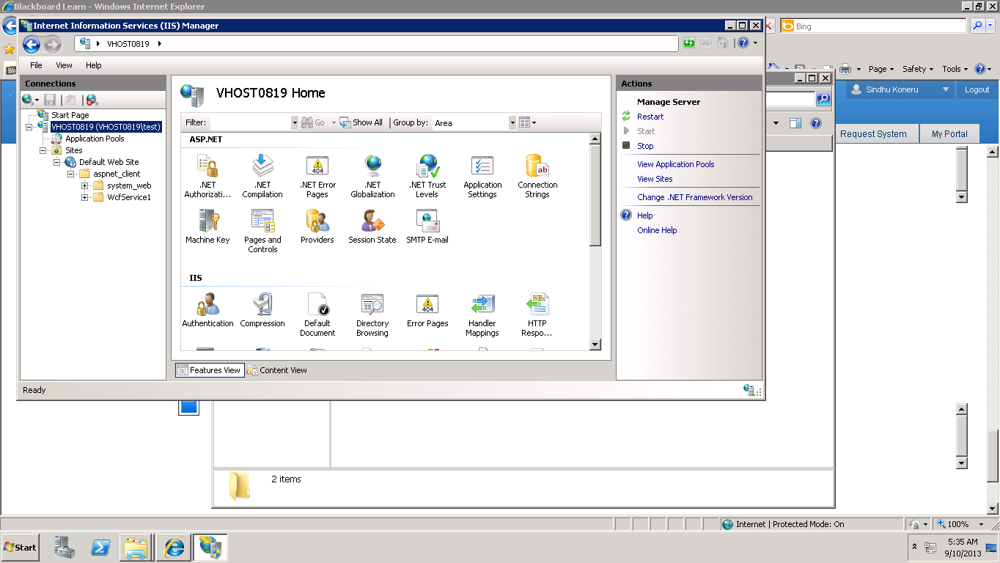 Blackboard Learn - Windows Internet Explorer
Internet Information Services (IIS) Manager
Bing
VHOST0819
File View Help
Page Safety Tools
Bb
Connections
Start Page
VHOST0819 (VHOST0819\test)
Application Pools
Sites
Default Web Site
aspnet_client
system_web
WcfService1
VHOST0819 Home
Filter: Go Show All Group by: Area
ASP.NET
.NET Authorizati...
.NET Compilation
.NET Error Pages
.NET Globalization
.NET Trust Levels
Application Settings
Connection Strings
Machine Key
Pages and Controls
Providers
Session State
SMTP E-mail
IIS
Authentication
Compression
Default Document
Directory Browsing
Error Pages
Handler Mappings
HTTP Respo...
Features View Content View
Actions
Manage Server
Restart
Start
Stop
View Application Pools
View Sites
Change .NET Framework Version
Help
Online Help
Ready
Sindhu Koneru Logout
Request System My Portal
2 items
Internet | Protected Mode: On 100%
Start
5:35 AM
9/10/2013